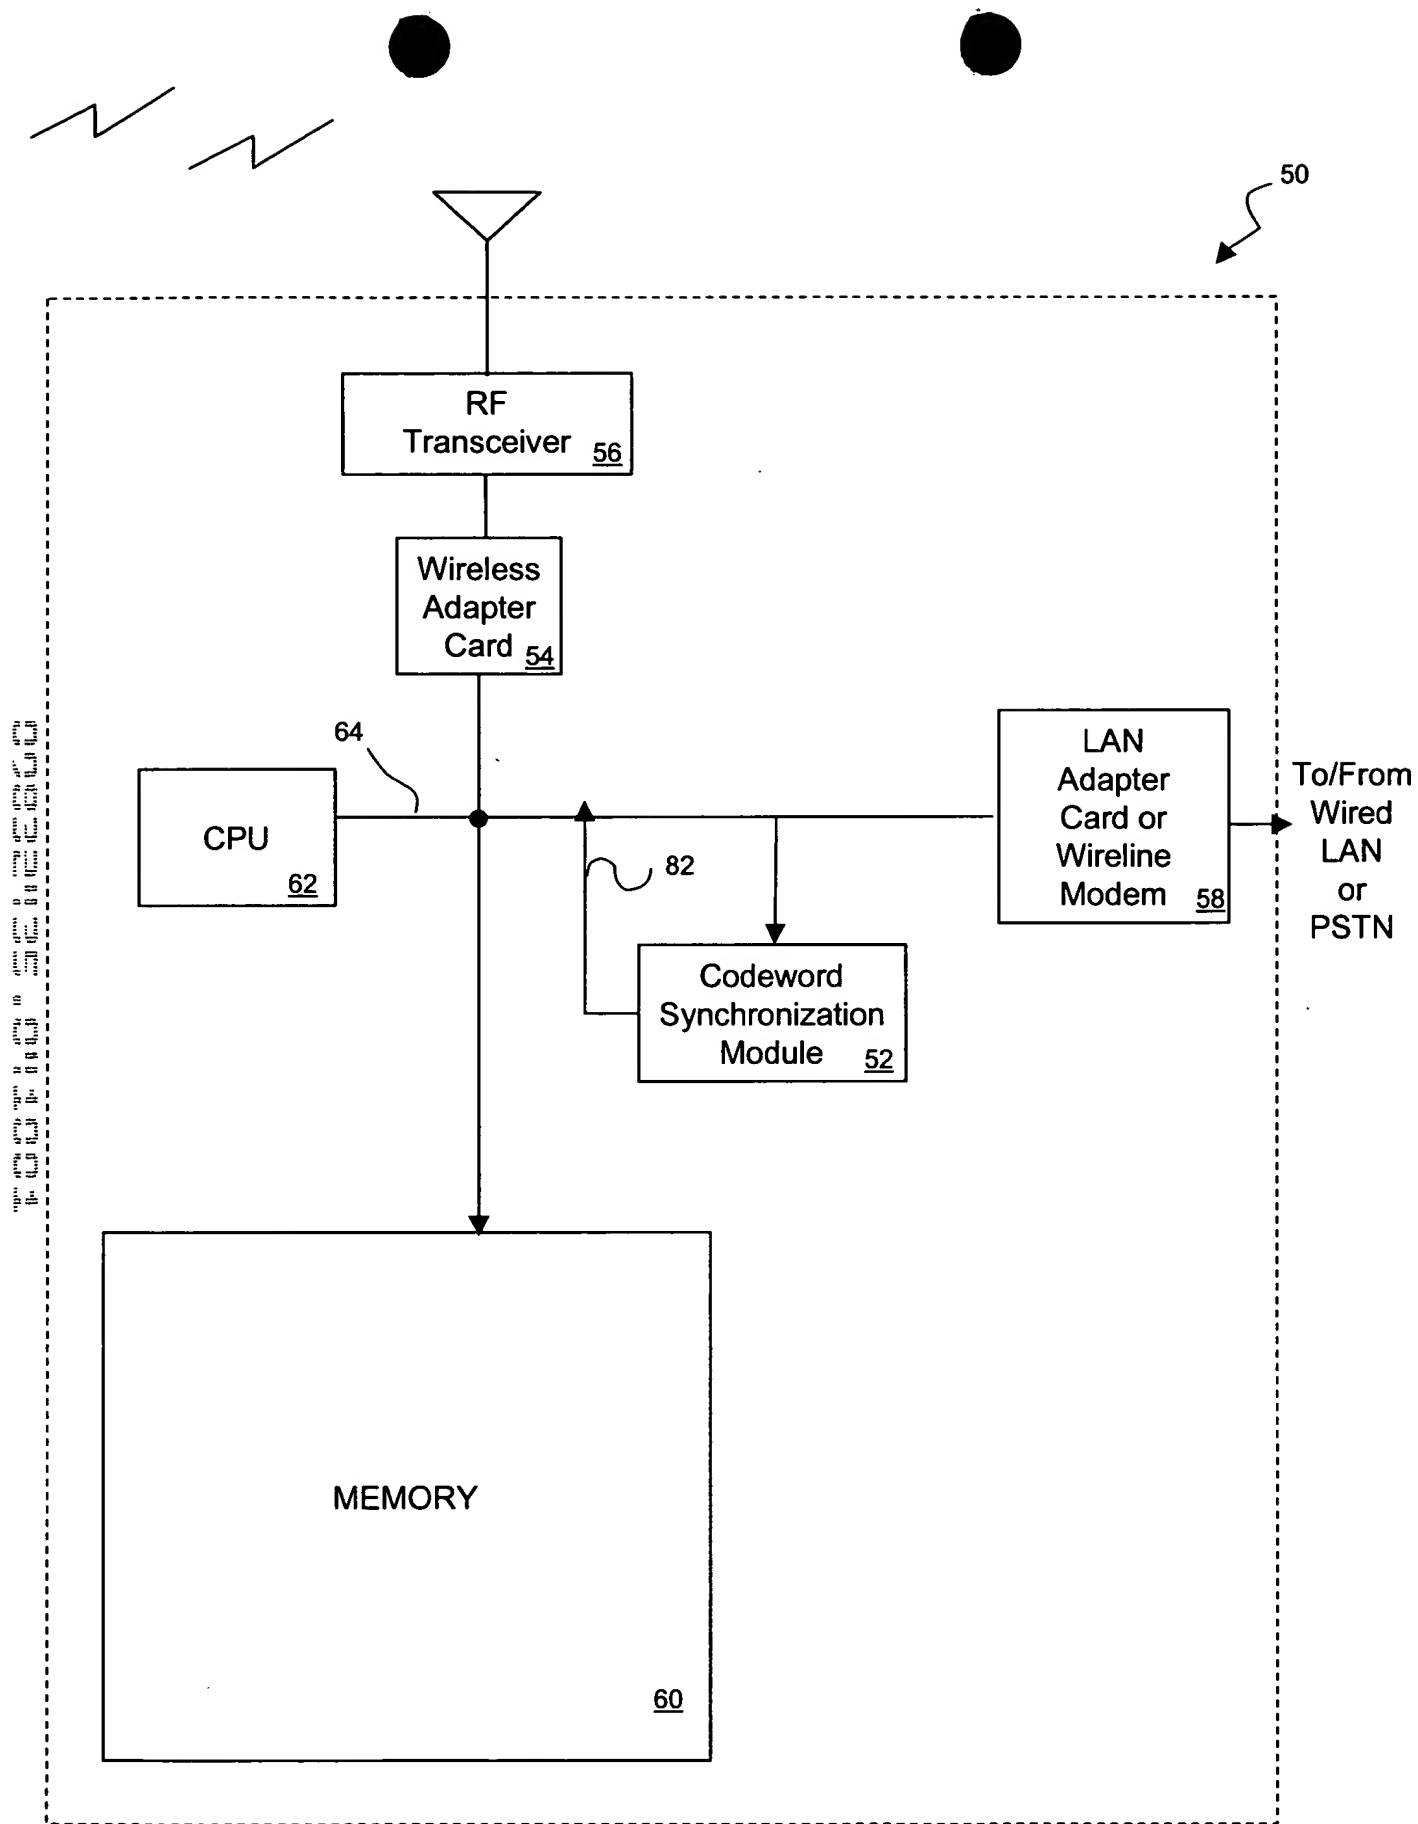 50
RF
Transceiver
56
Wireless
Adapter
Card
54
64
CPU
62
82
LAN
Adapter
Card or
Wireline
Modem
58
To/From
Wired
LAN
or
PSTN
Codeword
Synchronization
Module
52
MEMORY
60